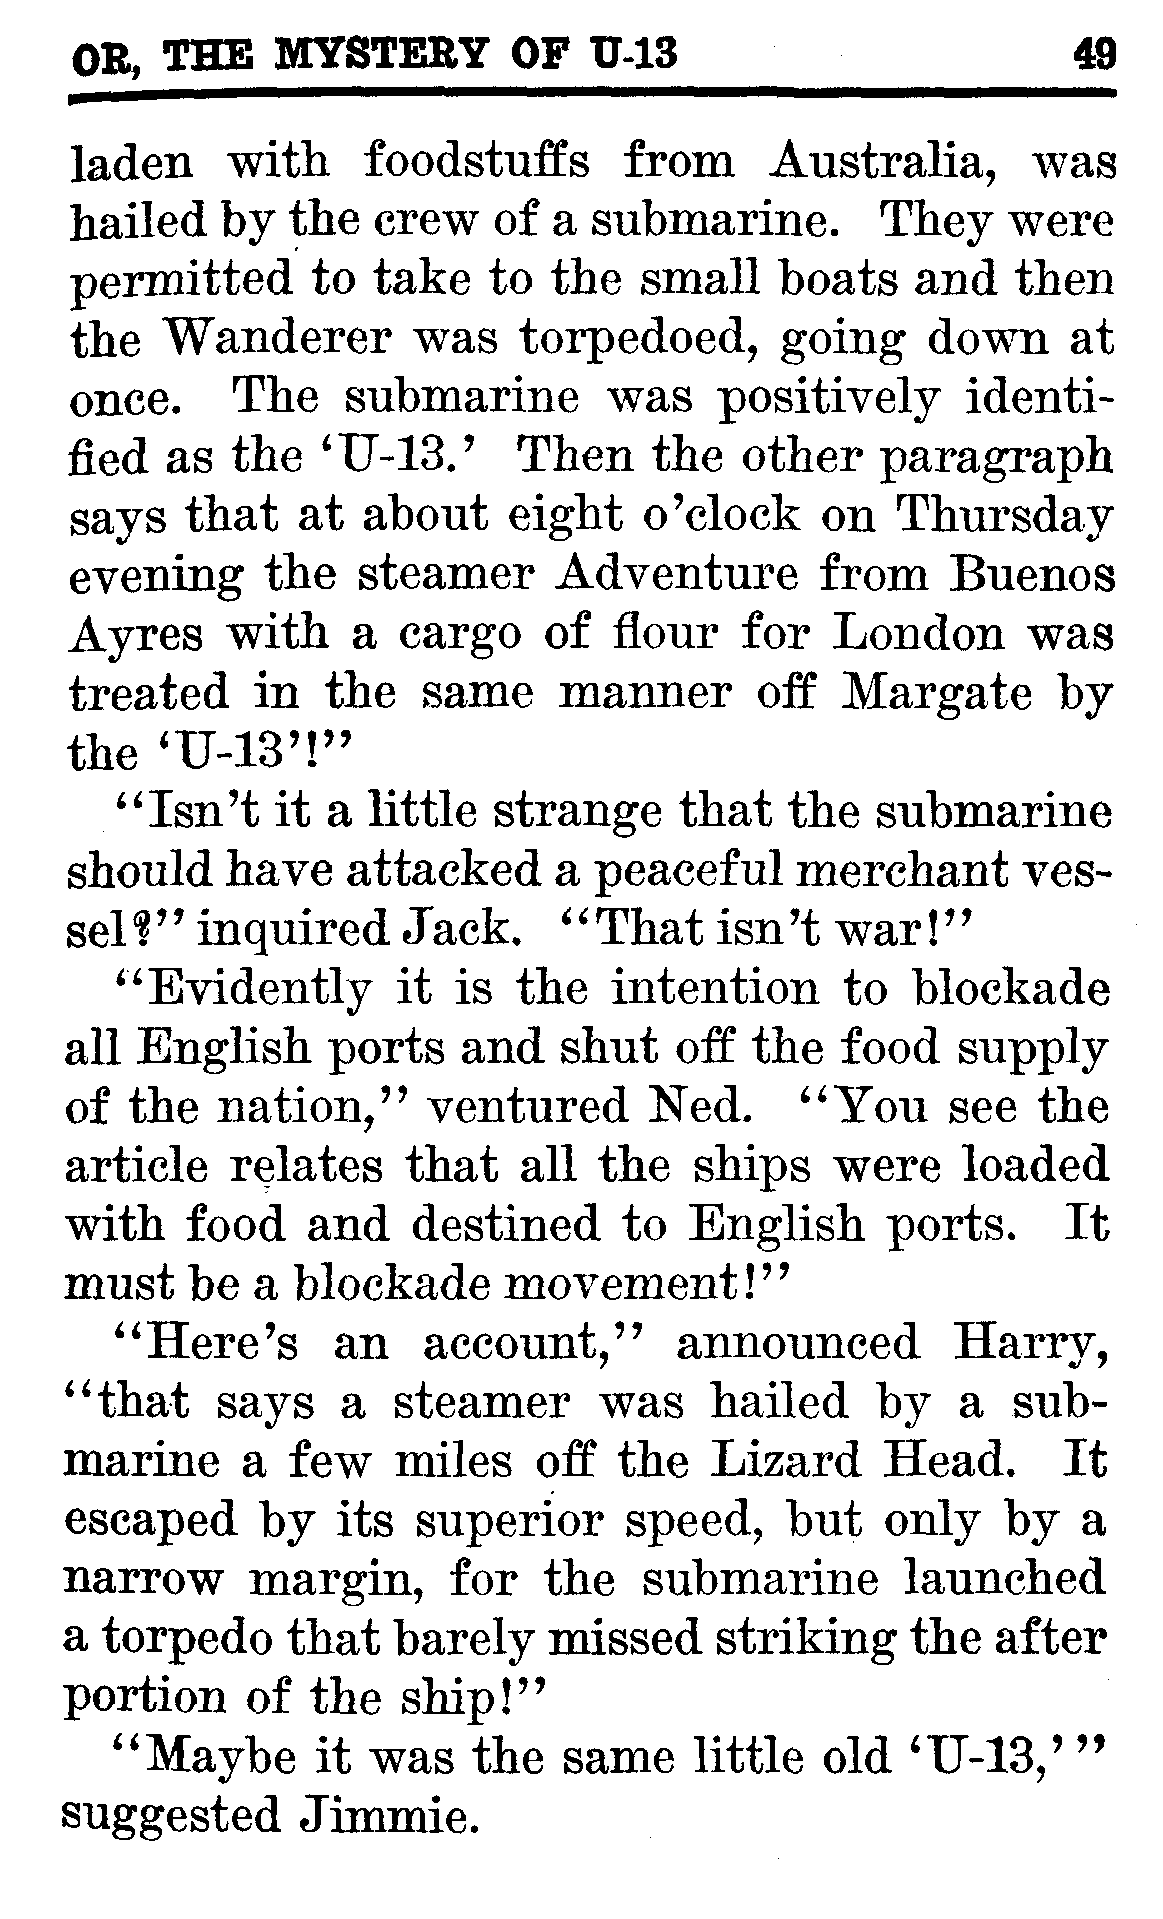 OR, THE MYSTERY OF U-13 49
laden with foodstuffs from Australia, was
hailed by the crew of a submarine. They were
permitted to take to the small boats and then
the Wanderer was torpedoed, going down at
once. The submarine was positively identi-
fied as the ‘U-13.’ Then the other paragraph
says that at about eight o’clock on Thursday
evening the steamer Adventure from Buenos
Ayres with a cargo of flour for London was
treated in the same manner off Margate by
the ‘U-13’!”
“Isn’t it a little strange that the submarine
should have attacked a peaceful merchant ves-
sel?” inquired Jack. “That isn’t war!”
“Evidently it is the intention to blockade
all English ports and shut off the food supply
of the nation,” ventured Ned. “You see the
article relates that all the ships were loaded
with food and destined to English ports. It
must be a blockade movement!”
“Here’s an account,” announced Harry,
“that says a steamer was hailed by a sub-
marine a few miles off the Lizard Head. It
escaped by its superior speed, but only by a
narrow margin, for the submarine launched
a torpedo that barely missed striking the after
portion of the ship!”
“Maybe it was the same little old ‘U-13,’”
suggested Jimmie.